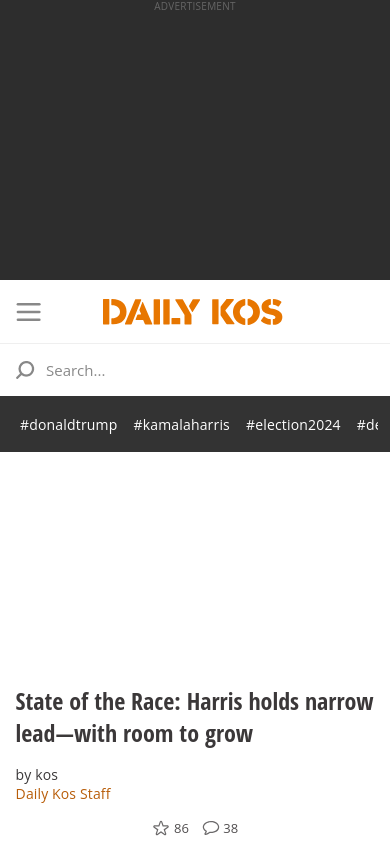 ADVERTISEMENT
DAILY KOS
Search...
#donaldtrump #kamalaharris #election2024 #de
State of the Race: Harris holds narrow
lead—with room to grow
by kos
Daily Kos Staff
86 38